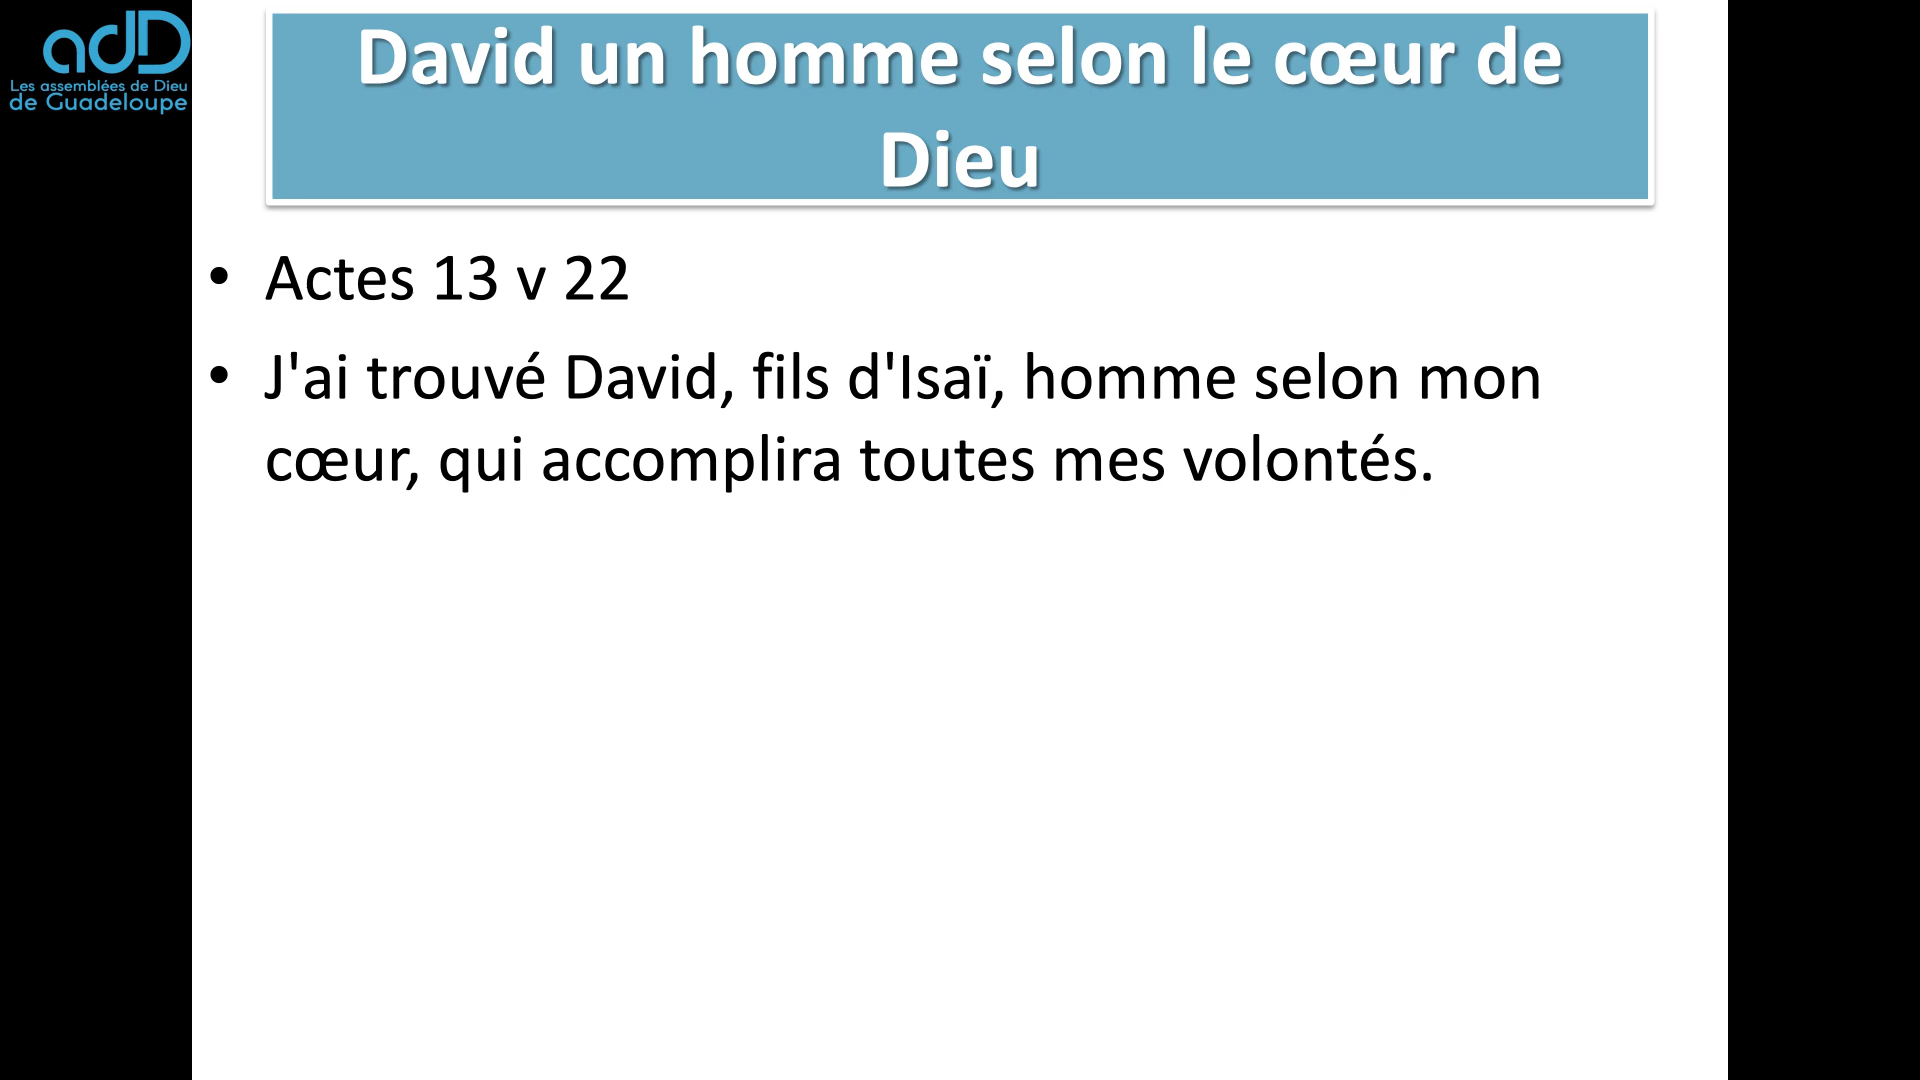 adD
Les assemblées de Dieu
de Guadeloupe
David un homme selon le cœur de
Dieu
• Actes 13 v 22
• J'ai trouvé David, fils d'Isaï, homme selon mon
cœur, qui accomplira toutes mes volontés.